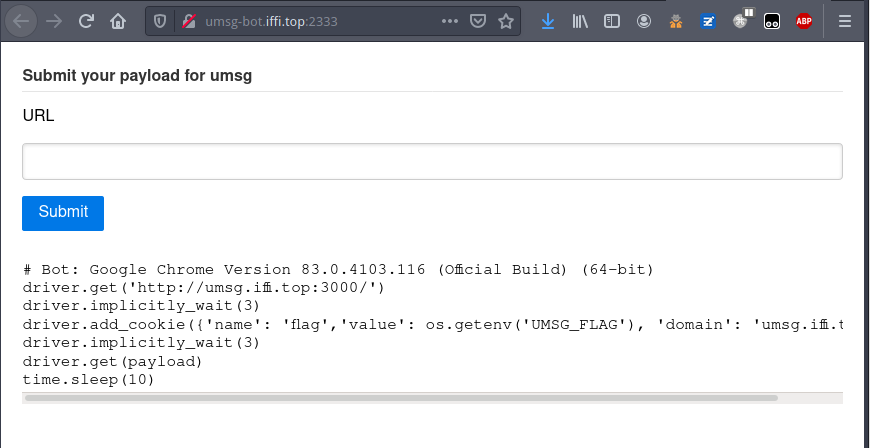 umsg-bot.iffi.top:2333
ABP
Submit your payload for umsg
URL
Submit
# Bot: Google Chrome Version 83.0.4103.116 (Official Build) (64-bit)
driver.get('http://umsg.iffi.top:3000/')
driver.implicitly_wait(3)
driver.add_cookie({'name': 'flag','value': os.getenv('UMSG_FLAG'), 'domain': 'umsg.iffi.t
driver.implicitly_wait(3)
driver.get(payload)
time.sleep(10)